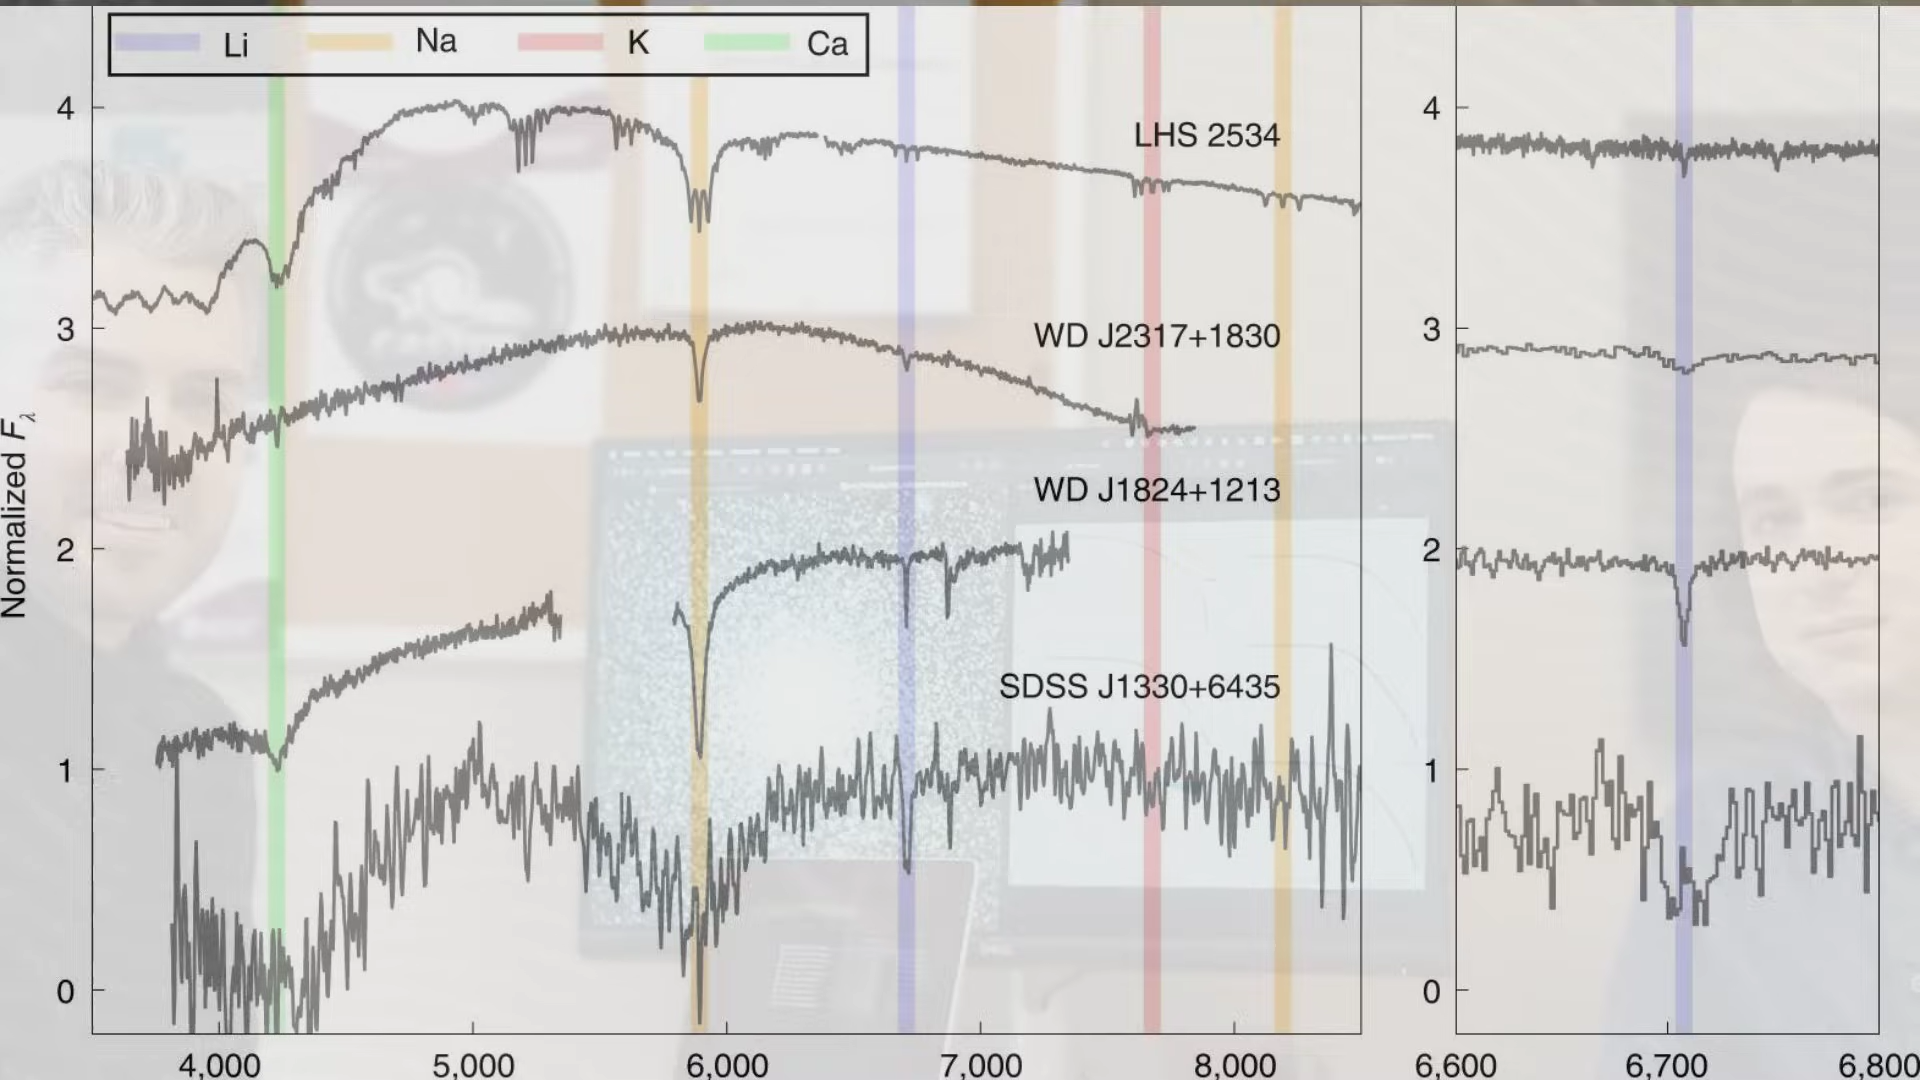 Li Na K Ca
4 LHS 2534 4
3 WD J2317+1830 3
WD J1824+1213
2 2
SDSS J1330+6435
1 1
0 0
Normalized Fλ
4,000 5,000 6,000 7,000 8,000 6,600 6,700 6,800